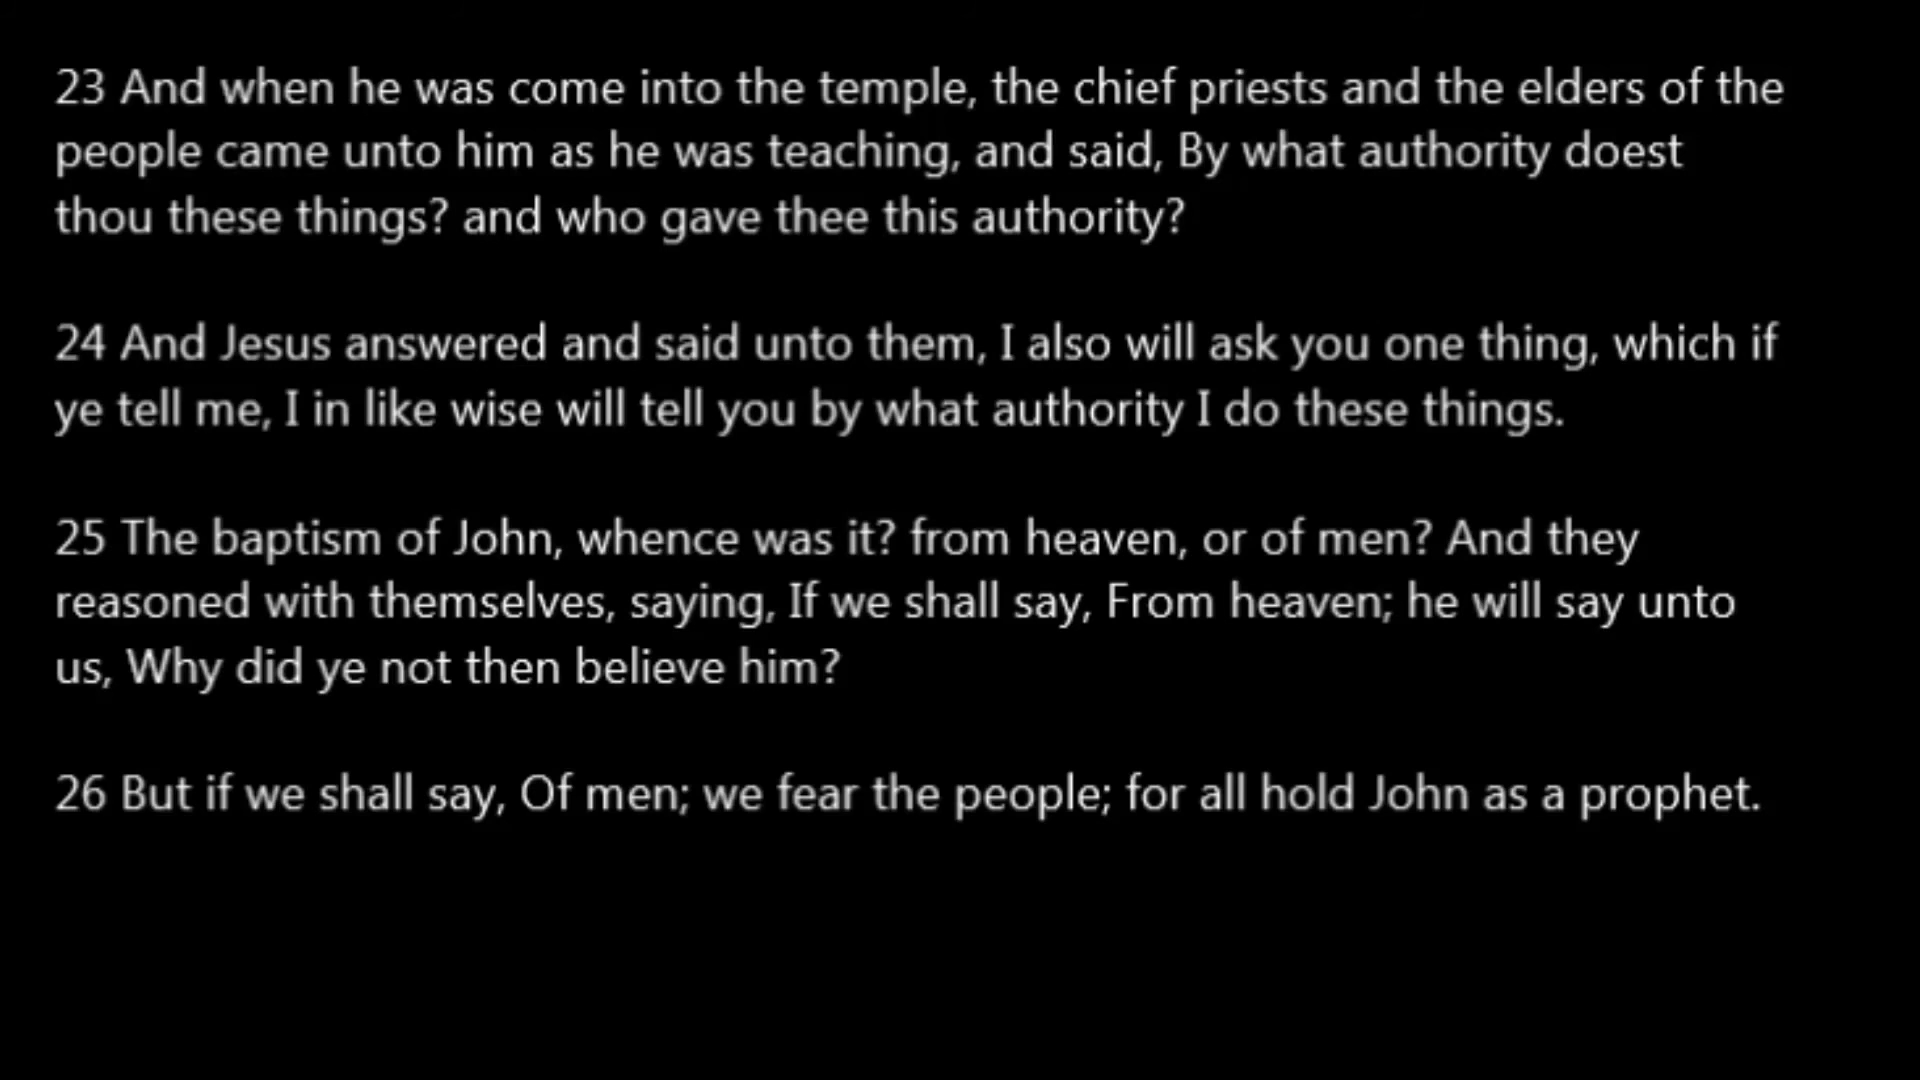 23 And when he was come into the temple, the chief priests and the elders of the
people came unto him as he was teaching, and said, By what authority doest
thou these things? and who gave thee this authority?
24 And Jesus answered and said unto them, I also will ask you one thing, which if
ye tell me, I in like wise will tell you by what authority I do these things.
25 The baptism of John, whence was it? from heaven, or of men? And they
reasoned with themselves, saying, If we shall say, From heaven; he will say unto
us, Why did ye not then believe him?
26 But if we shall say, Of men; we fear the people; for all hold John as a prophet.